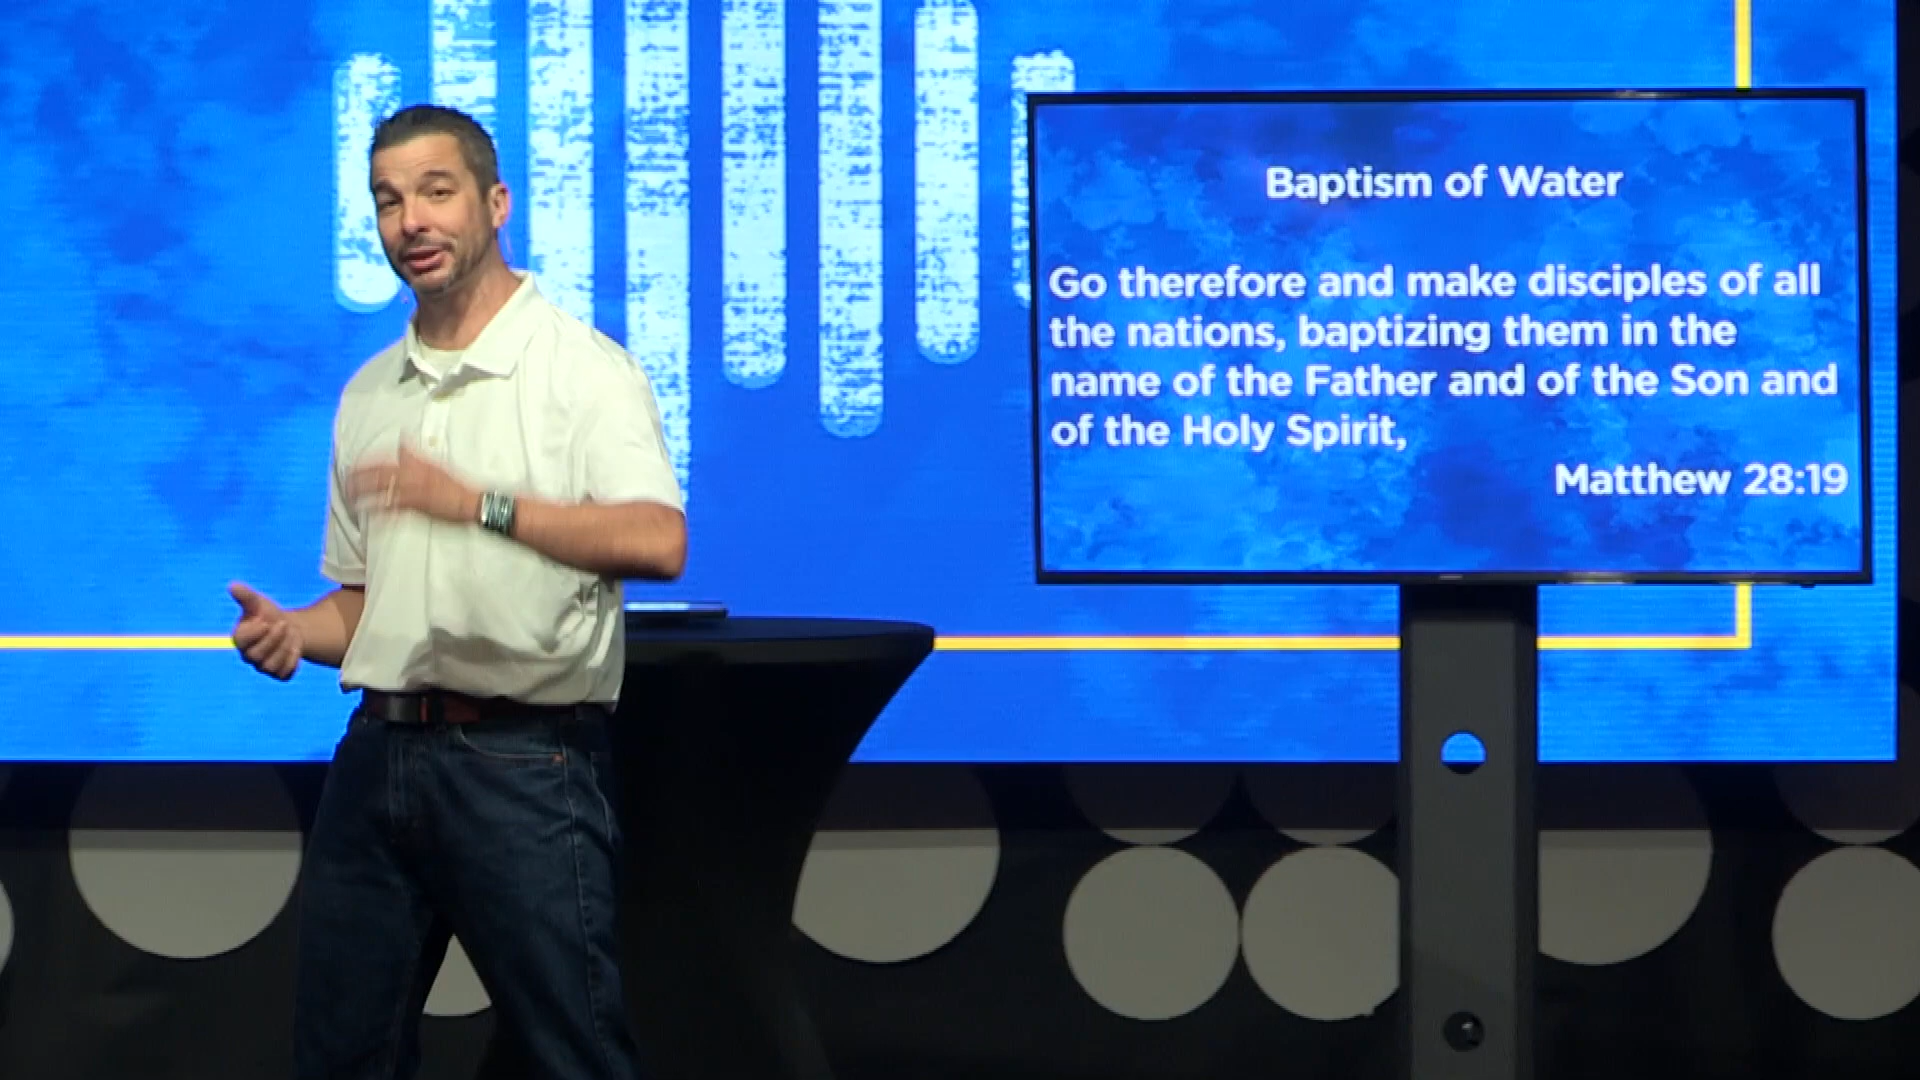 Baptism of Water
Go therefore and make disciples of all
the nations, baptizing them in the
name of the Father and of the Son and
of the Holy Spirit,
Matthew 28:19